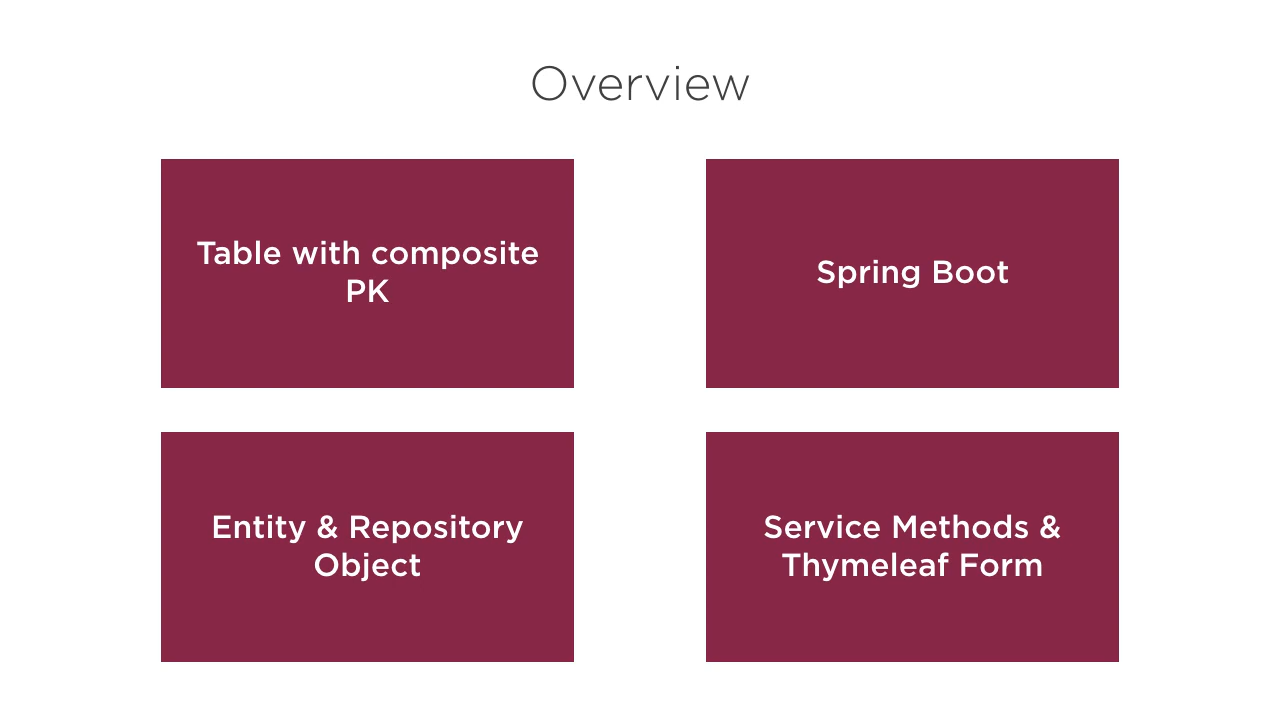 Overview
Table with composite
PK
Spring Boot
Entity & Repository
Object
Service Methods &
Thymeleaf Form